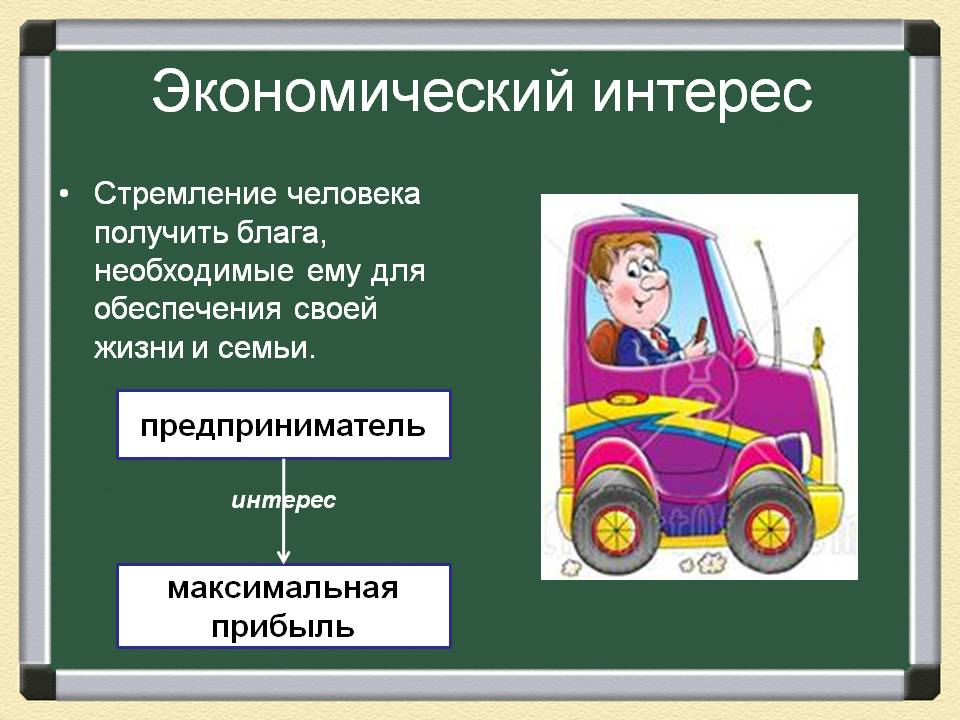 Экономический интерес
• Стремление человека
получить блага,
необходимые ему для
обеспечения своей
жизни и семьи.
предприниматель
интерес
максимальная
прибыль